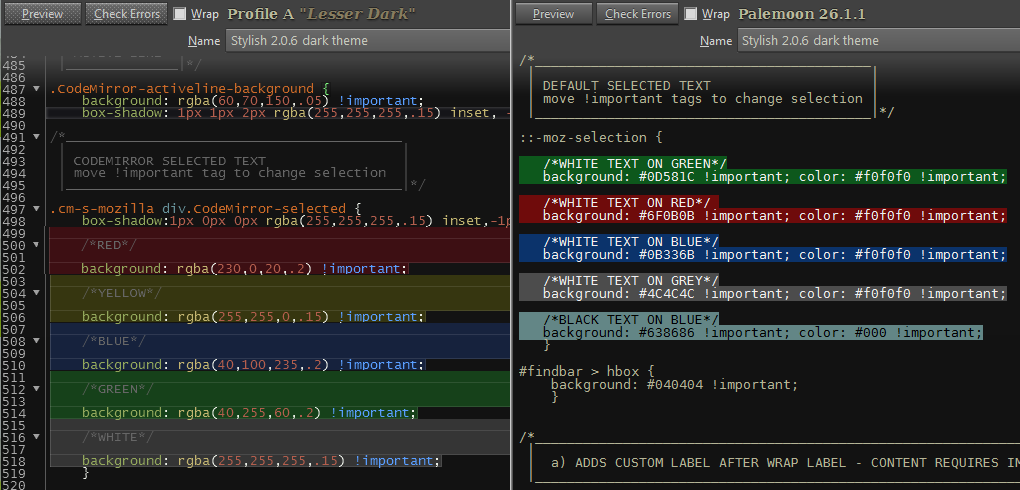 Preview Check Errors Wrap Profile A "Lesser Dark"
Name Stylish 2.0.6 dark theme
485 |______________|*/
486
487 .CodeMirror-activeline-background {
488 background: rgba(60,70,150,.05) !important;
489 box-shadow: 1px 1px 2px rgba(255,255,255,.15) inset, -
490
491 /*
492
493 CODEMIRROR SELECTED TEXT
494 move !important tag to change selection
495 */
496
497 .cm-s-mozilla div.CodeMirror-selected {
498 box-shadow:1px 0px 0px rgba(255,255,255,.15) inset,-1p
499
500 /*RED*/
501
502 background: rgba(230,0,20,.2) !important;
503
504 /*YELLOW*/
505
506 background: rgba(255,255,0,.15) !important;
507
508 /*BLUE*/
509
510 background: rgba(40,100,235,.2) !important;
511
512 /*GREEN*/
513
514 background: rgba(40,255,60,.2) !important;
515
516 /*WHITE*/
517
518 background: rgba(255,255,255,.15) !important;
519 }
520
Preview Check Errors Wrap Palemoon 26.1.1
Name Stylish 2.0.6 dark theme
/*
DEFAULT SELECTED TEXT
move !important tags to change selection
*/
::-moz-selection {
/*WHITE TEXT ON GREEN*/
background: #0D581C !important; color: #f0f0f0 !important;
/*WHITE TEXT ON RED*/
background: #6F0B0B !important; color: #f0f0f0 !important;
/*WHITE TEXT ON BLUE*/
background: #0B336B !important; color: #f0f0f0 !important;
/*WHITE TEXT ON GREY*/
background: #4C4C4C !important; color: #f0f0f0 !important;
/*BLACK TEXT ON BLUE*/
background: #638686 !important; color: #000 !important;
}
#findbar > hbox {
background: #040404 !important;
}
/*
a) ADDS CUSTOM LABEL AFTER WRAP LABEL - CONTENT REQUIRES IM